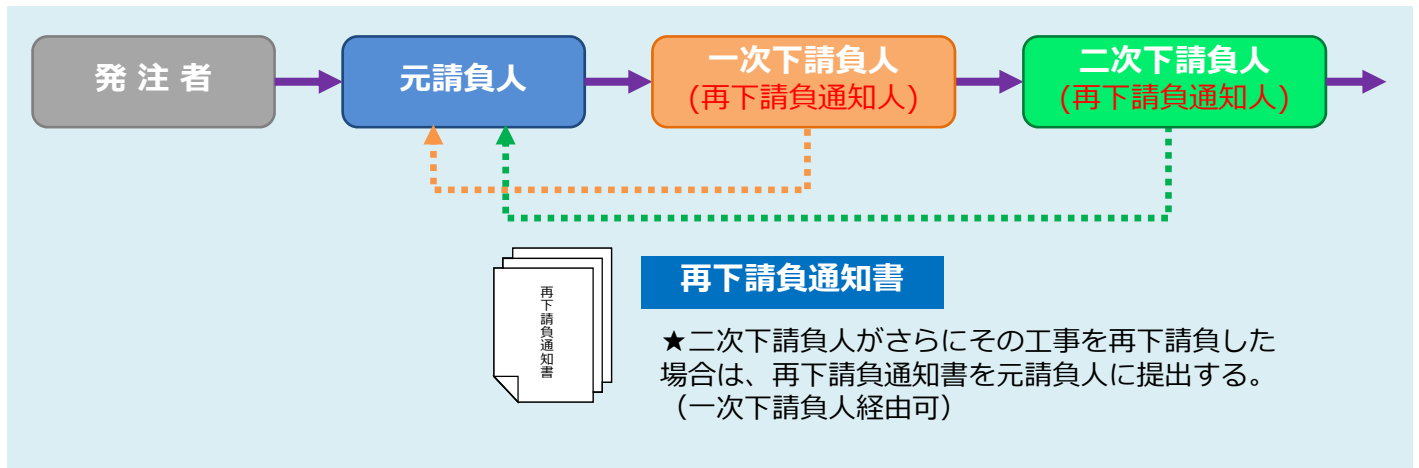 発 注 者
元請負人
一次下請負人
(再下請負通知人)
二次下請負人
(再下請負通知人)
再下請負通知書
再下請負通知書
★二次下請負人がさらにその工事を再下請負した
場合は、再下請負通知書を元請負人に提出する。
（一次下請負人経由可）